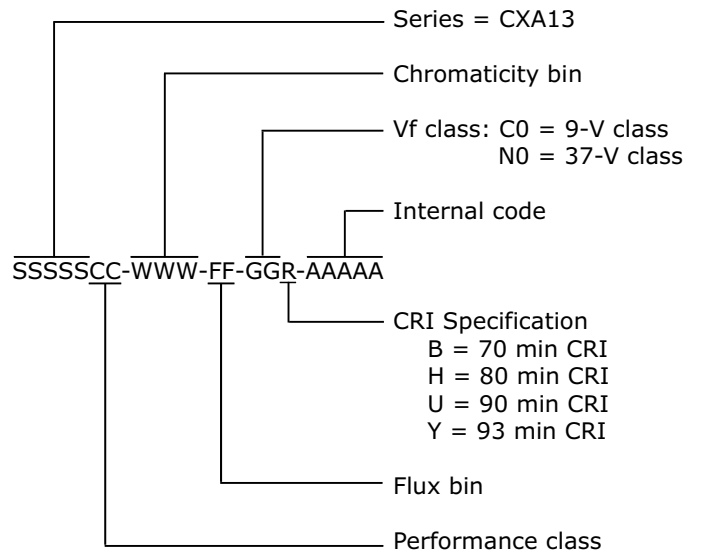 Series = CXA13
Chromaticity bin
Vf class: C0 = 9-V class
N0 = 37-V class
Internal code
SSSSSCC-WWW-FF-GGR-AAAAA
CRI Specification
B = 70 min CRI
H = 80 min CRI
U = 90 min CRI
Y = 93 min CRI
Flux bin
Performance class